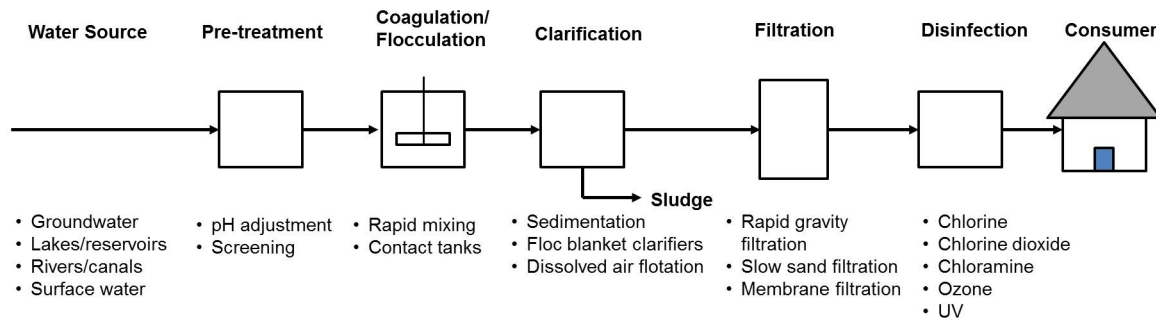 Water Source
Pre-treatment
Coagulation/
Flocculation
Clarification
Filtration
Disinfection
Consumer
Sludge
• Groundwater
• Lakes/reservoirs
• Rivers/canals
• Surface water
• pH adjustment
• Screening
• Rapid mixing
• Contact tanks
• Sedimentation
• Floc blanket clarifiers
• Dissolved air flotation
• Rapid gravity
filtration
• Slow sand filtration
• Membrane filtration
• Chlorine
• Chlorine dioxide
• Chloramine
• Ozone
• UV